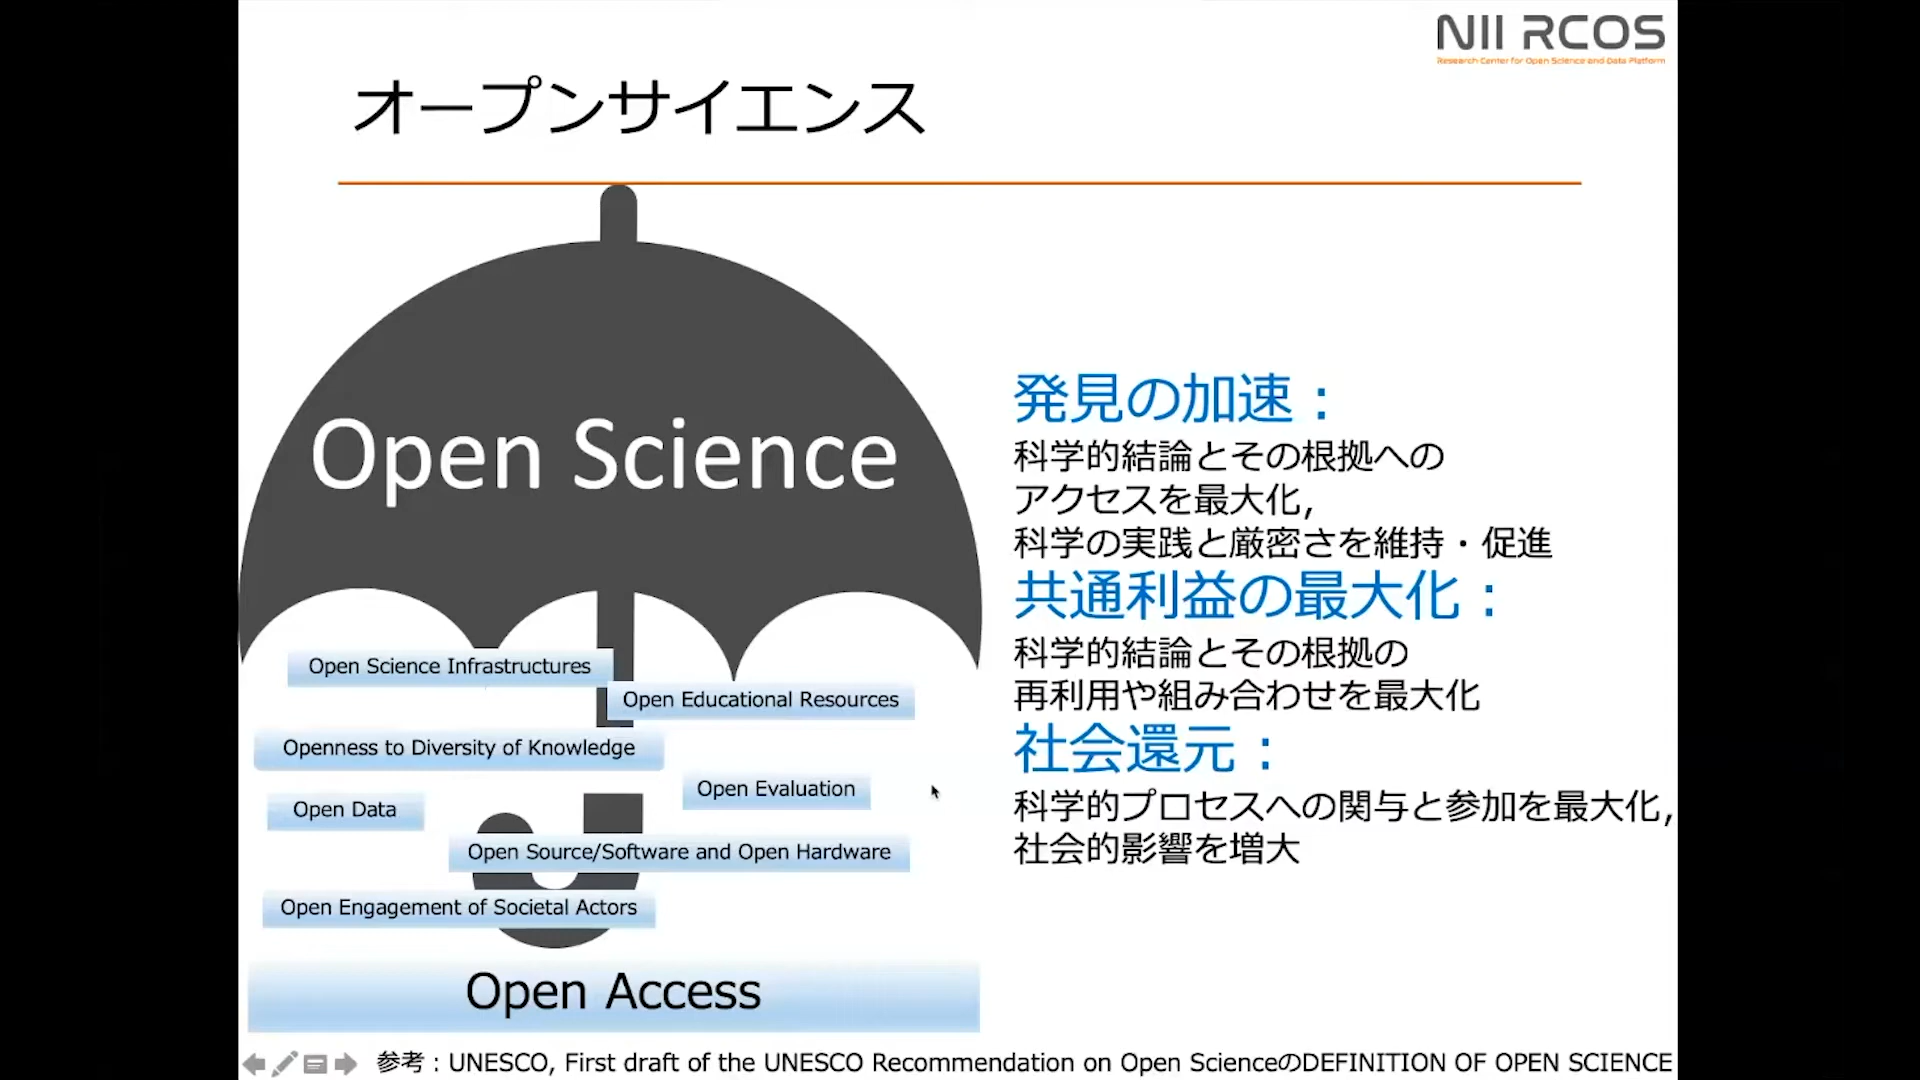 NII RCOS
Research Center for Open Science and Data Platform
オープンサイエンス
Open Science
Open Science Infrastructures
Open Educational Resources
Openness to Diversity of Knowledge
Open Evaluation
Open Data
Open Source/Software and Open Hardware
Open Engagement of Societal Actors
Open Access
発見の加速：
科学的結論とその根拠への
アクセスを最大化,
科学の実践と厳密さを維持・促進
共通利益の最大化：
科学的結論とその根拠の
再利用や組み合わせを最大化
社会還元：
科学的プロセスへの関与と参加を最大化,
社会的影響を増大
参考：UNESCO, First draft of the UNESCO Recommendation on Open ScienceのDEFINITION OF OPEN SCIENCE